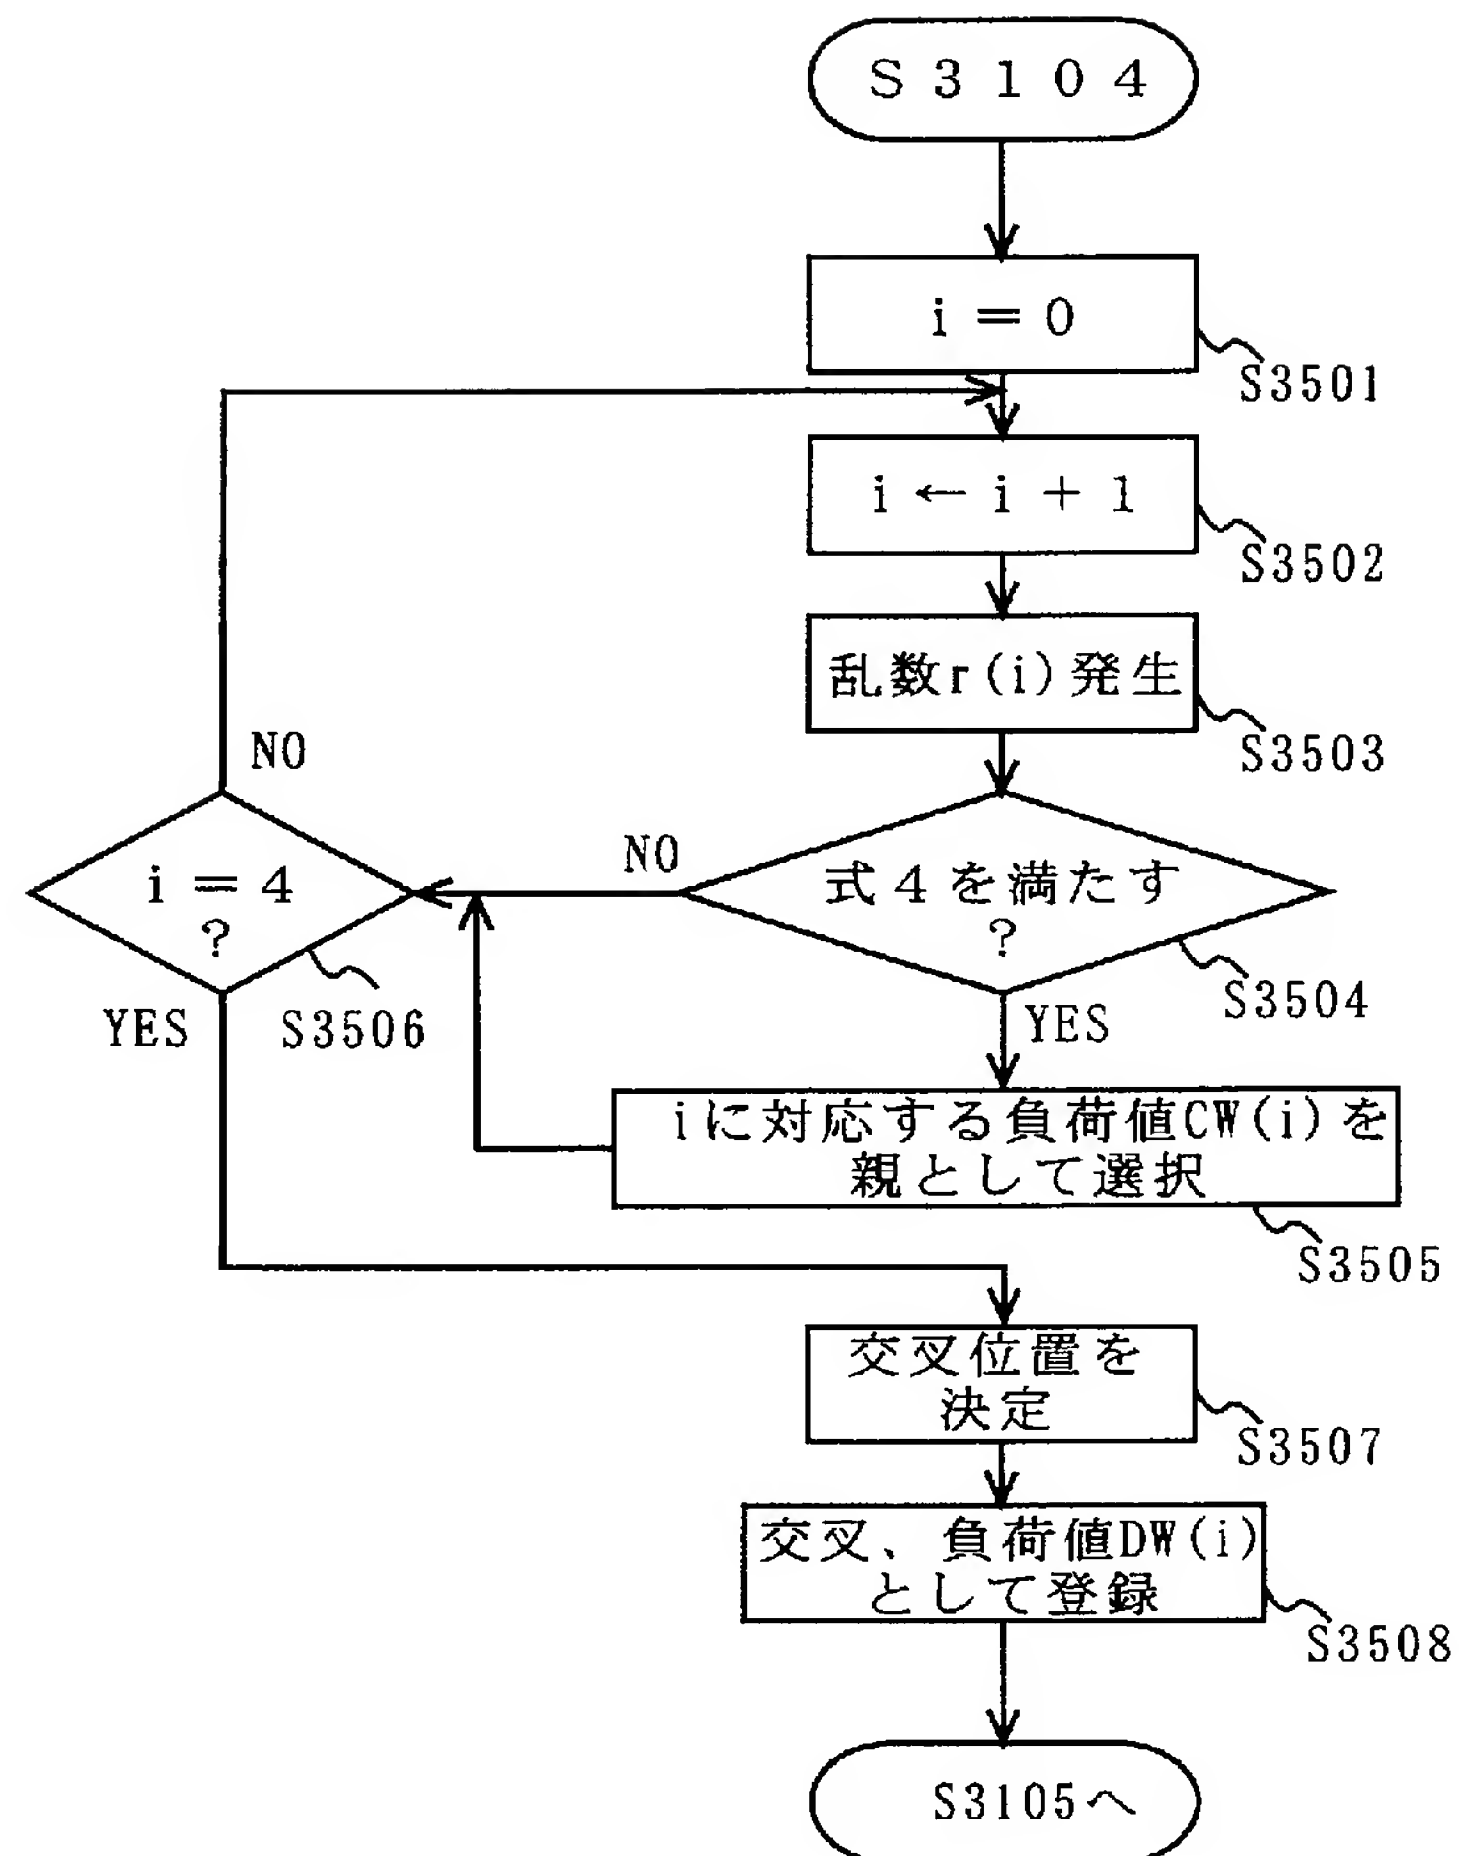 S3104
i = 0
S3501
i ← i + 1
S3502
乱数r(i)発生
S3503
NO
i = 4
?
S3506
YES
NO
式4を満たす
?
S3504
YES
iに対応する負荷値CW(i)を
親として選択
S3505
交叉位置を
決定
S3507
交叉、負荷値DW(i)
として登録
S3508
S3105へ